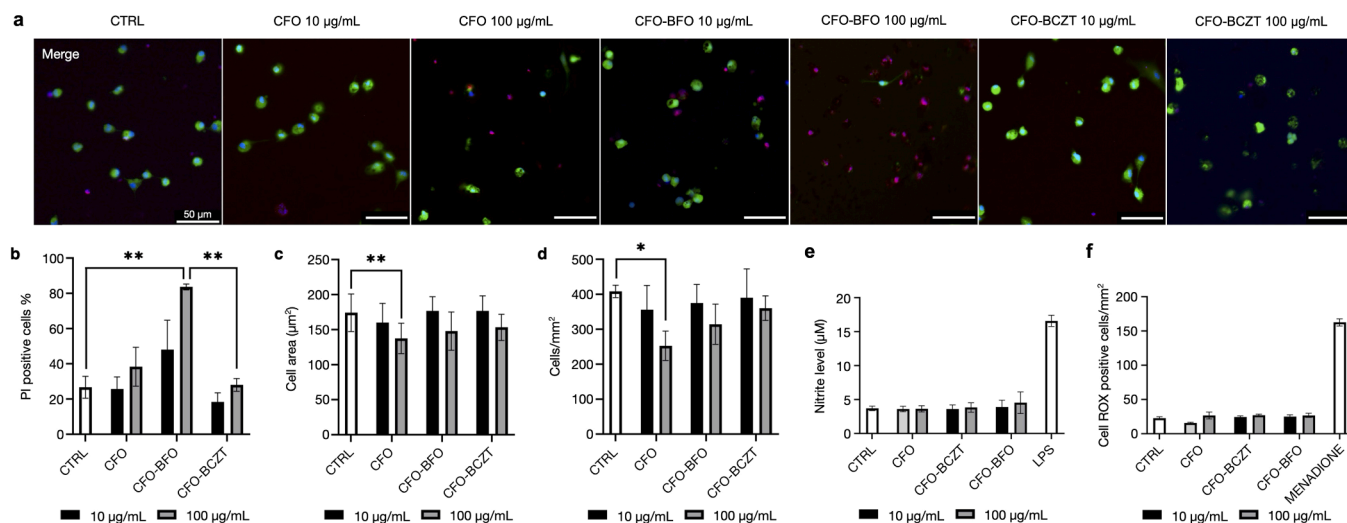 a
CTRL
CFO 10 µg/mL
CFO 100 µg/mL
CFO-BFO 10 µg/mL
CFO-BFO 100 µg/mL
CFO-BCZT 10 µg/mL
CFO-BCZT 100 µg/mL
Merge
50 µm
b
PI positive cells %
100
80
60
40
20
0
**
**
CTRL
CFO
CFO-BFO
CFO-BCZT
10 µg/mL
100 µg/mL
c
Cell area (µm²)
250
200
150
100
50
0
**
CTRL
CFO
CFO-BFO
CFO-BCZT
10 µg/mL
100 µg/mL
d
Cells/mm²
500
400
300
200
100
0
*
CTRL
CFO
CFO-BFO
CFO-BCZT
10 µg/mL
100 µg/mL
e
Nitrite level (µM)
20
15
10
5
0
CTRL
CFO
CFO-BCZT
CFO-BFO
LPS
10 µg/mL
100 µg/mL
f
Cell ROX positive cells/mm²
200
150
100
50
0
CTRL
CFO
CFO-BCZT
CFO-BFO
MENADIONE
10 µg/mL
100 µg/mL